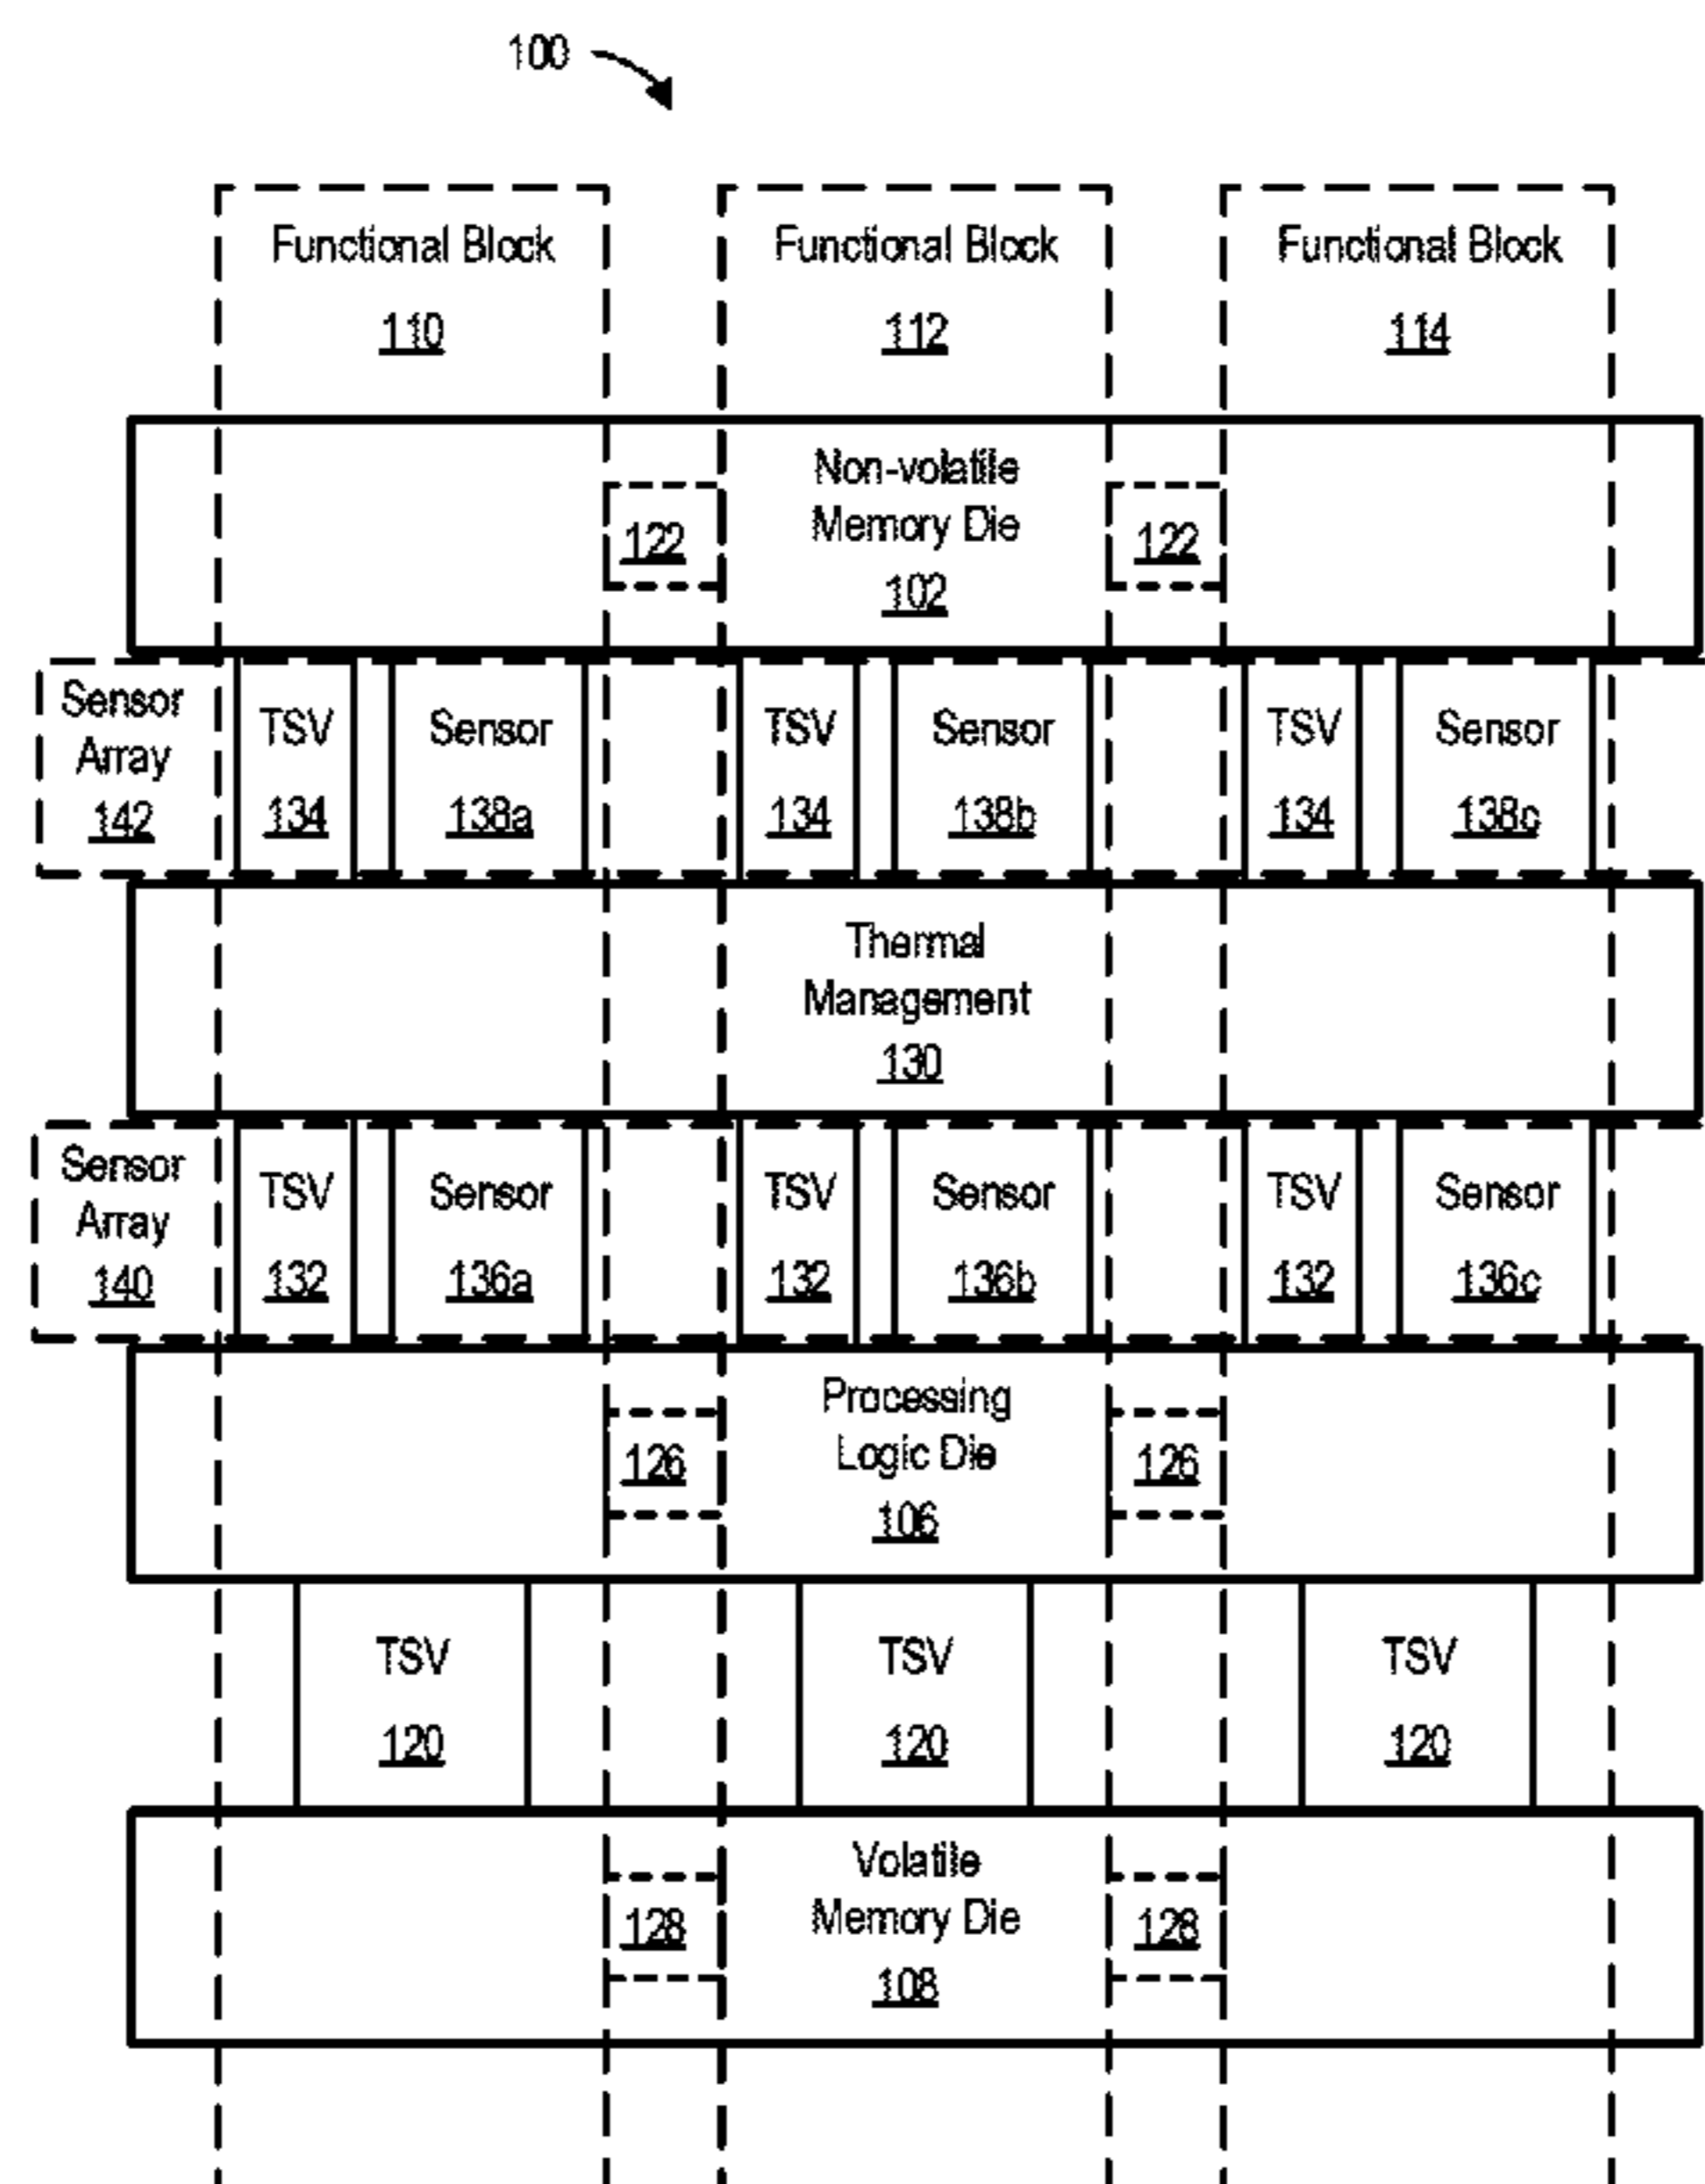 100
Functional Block
110
Functional Block
112
Functional Block
114
Non-volatile
Memory Die
102
122
122
Sensor
Array
142
TSV
134
Sensor
138a
TSV
134
Sensor
138b
TSV
134
Sensor
138c
Thermal
Management
130
Sensor
Array
140
TSV
132
Sensor
136a
TSV
132
Sensor
136b
TSV
132
Sensor
136c
Processing
Logic Die
106
126
126
TSV
120
TSV
120
TSV
120
Volatile
Memory Die
108
128
128